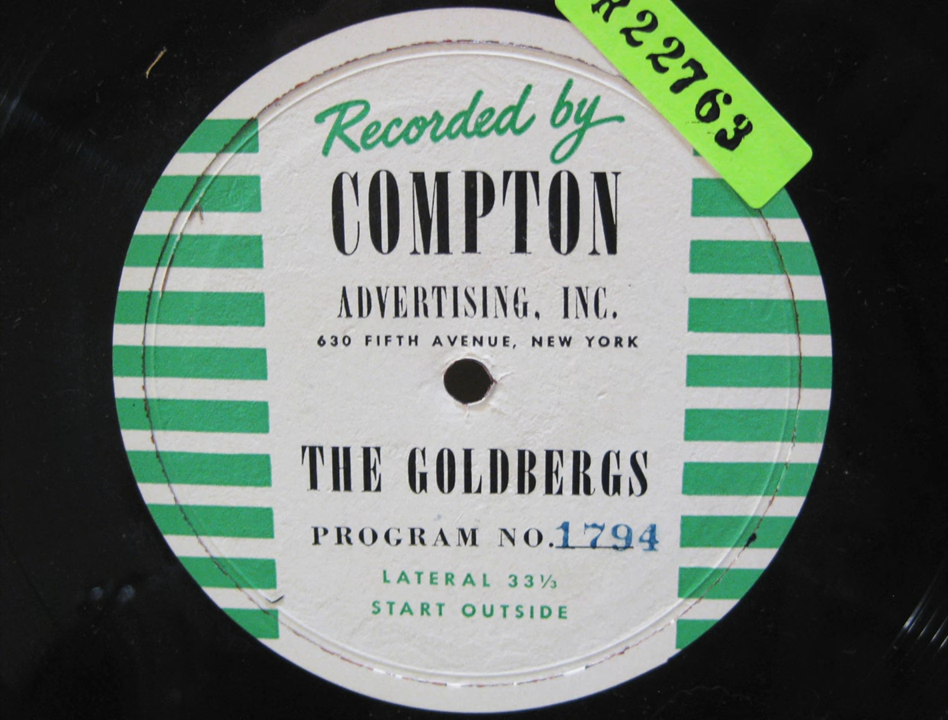 R22763
Recorded by
COMPTON
ADVERTISING, INC.
630 FIFTH AVENUE, NEW YORK
THE GOLDBERGS
PROGRAM NO. 1794
LATERAL 33⅓
START OUTSIDE